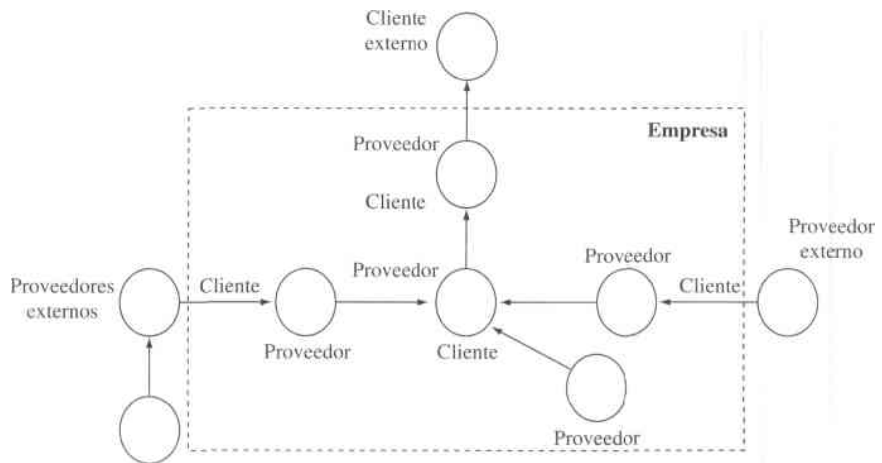 Cliente
externo
Empresa
Proveedor
Cliente
Proveedor
externo
Proveedores
externos
Cliente
Proveedor
Proveedor
Cliente
Proveedor
Cliente
Proveedor